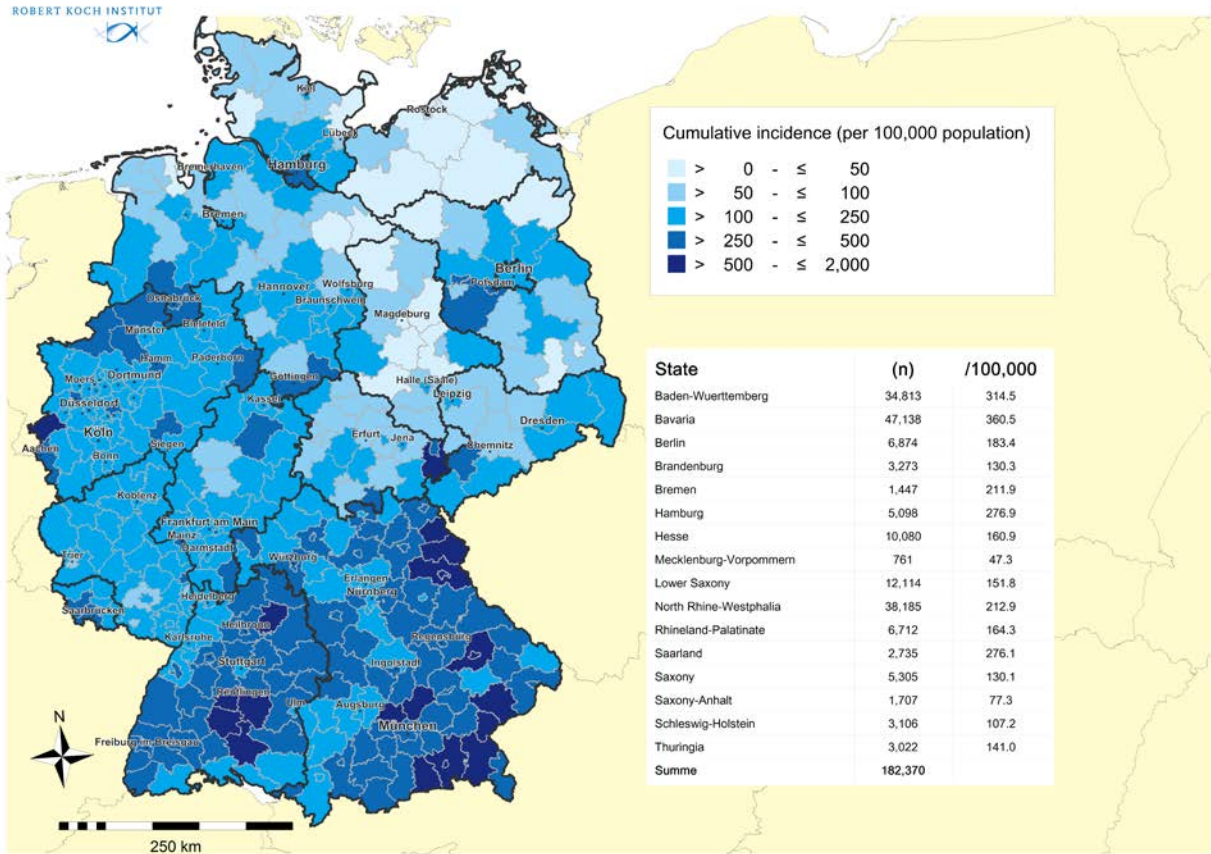 ROBERT KOCH INSTITUT
Kiel
Rostock
Lübeck
Hamburg
Bremerhaven
Bremen
Berlin
Potsdam
Wolfsburg
Hannover
Braunschweig
Osnabrück
Magdeburg
Münster
Bielefeld
Hamm
Paderborn
Göttingen
Halle (Saale)
Leipzig
Moers
Dortmund
Kassel
Düsseldorf
Dresden
Köln
Erfurt
Jena
Chemnitz
Aachen
Siegen
Bonn
Koblenz
Frankfurt am Main
Mainz
Darmstadt
Trier
Würzburg
Erlangen
Nürnberg
Heidelberg
Saarbrücken
Heilbronn
Karlsruhe
Regensburg
Stuttgart
Ingolstadt
Reutlingen
Ulm
Augsburg
München
Freiburg im Breisgau
N
250 km
Cumulative incidence (per 100,000 population)
> 0 - ≤ 50
> 50 - ≤ 100
> 100 - ≤ 250
> 250 - ≤ 500
> 500 - ≤ 2,000
State (n) /100,000
Baden-Wuerttemberg 34,813 314.5
Bavaria 47,138 360.5
Berlin 6,874 183.4
Brandenburg 3,273 130.3
Bremen 1,447 211.9
Hamburg 5,098 276.9
Hesse 10,080 160.9
Mecklenburg-Vorpommern 761 47.3
Lower Saxony 12,114 151.8
North Rhine-Westphalia 38,185 212.9
Rhineland-Palatinate 6,712 164.3
Saarland 2,735 276.1
Saxony 5,305 130.1
Saxony-Anhalt 1,707 77.3
Schleswig-Holstein 3,106 107.2
Thuringia 3,022 141.0
Summe 182,370